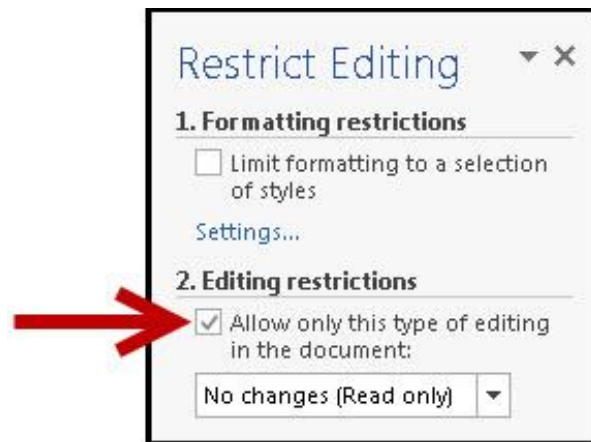 Restrict Editing
1. Formatting restrictions
Limit formatting to a selection
of styles
Settings...
2. Editing restrictions
Allow only this type of editing
in the document:
No changes (Read only)